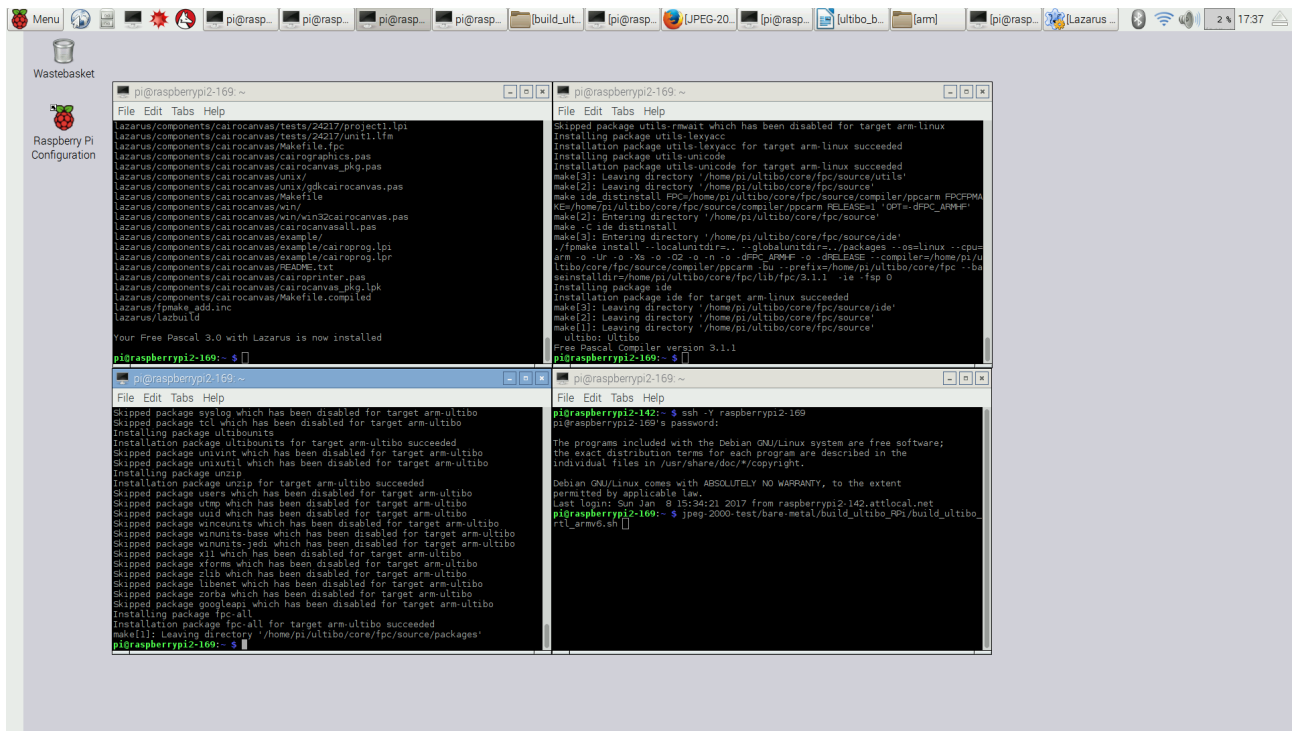 Menu
pi@rasp...
pi@rasp...
pi@rasp...
pi@rasp...
[build_ult...
[pi@rasp...
[JPEG-20...
[pi@rasp...
[ultibo_b...
[arm]
[pi@rasp...
[Lazarus ...
2 %
17:37
Wastebasket
Raspberry Pi
Configuration
pi@raspberrypi2-169: ~
File Edit Tabs Help
lazarus/components/cairocanvas/tests/24217/project1.lpi
lazarus/components/cairocanvas/tests/24217/unit1.lfm
lazarus/components/cairocanvas/Makefile.fpc
lazarus/components/cairocanvas/cairographics.pas
lazarus/components/cairocanvas/cairocanvas_pkg.pas
lazarus/components/cairocanvas/unix/
lazarus/components/cairocanvas/unix/gdkcairocanvas.pas
lazarus/components/cairocanvas/Makefile
lazarus/components/cairocanvas/win/
lazarus/components/cairocanvas/win/win32cairocanvas.pas
lazarus/components/cairocanvas/cairocanvasall.pas
lazarus/components/cairocanvas/example/
lazarus/components/cairocanvas/example/cairoprog.lpi
lazarus/components/cairocanvas/example/cairoprog.lpr
lazarus/components/cairocanvas/README.txt
lazarus/components/cairocanvas/cairoprinter.pas
lazarus/components/cairocanvas/cairocanvas_pkg.lpk
lazarus/components/cairocanvas/Makefile.compiled
lazarus/fpmake_add.inc
lazarus/lazbuild
Your Free Pascal 3.0 with Lazarus is now installed
pi@raspberrypi2-169:~ $
pi@raspberrypi2-169: ~
File Edit Tabs Help
Skipped package utils-rmwait which has been disabled for target arm-linux
Installing package utils-lexyacc
Installation package utils-lexyacc for target arm-linux succeeded
Installing package utils-unicode
Installation package utils-unicode for target arm-linux succeeded
make[3]: Leaving directory '/home/pi/ultibo/core/fpc/source/utils'
make[2]: Leaving directory '/home/pi/ultibo/core/fpc/source'
make ide_distinstall FPC=/home/pi/ultibo/core/fpc/source/compiler/ppcarm FPCFPMA
KE=/home/pi/ultibo/core/fpc/source/compiler/ppcarm RELEASE=1 'OPT=-dFPC_ARMHF'
make[2]: Entering directory '/home/pi/ultibo/core/fpc/source'
make -C ide distinstall
make[3]: Entering directory '/home/pi/ultibo/core/fpc/source/ide'
./fpmake install --localunitdir=.. --globalunitdir=../packages --os=linux --cpu=
arm -o -Ur -o -Xs -o -O2 -o -n -o -dFPC_ARMHF -o -dRELEASE --compiler=/home/pi/u
ltibo/core/fpc/source/compiler/ppcarm -bu --prefix=/home/pi/ultibo/core/fpc --ba
seinstalldir=/home/pi/ultibo/core/fpc/lib/fpc/3.1.1 -ie -fsp 0
Installing package ide
Installation package ide for target arm-linux succeeded
make[3]: Leaving directory '/home/pi/ultibo/core/fpc/source/ide'
make[2]: Leaving directory '/home/pi/ultibo/core/fpc/source'
make[1]: Leaving directory '/home/pi/ultibo/core/fpc/source'
ultibo: Ultibo
Free Pascal Compiler version 3.1.1
pi@raspberrypi2-169:~ $
pi@raspberrypi2-169: ~
File Edit Tabs Help
Skipped package syslog which has been disabled for target arm-ultibo
Skipped package tcl which has been disabled for target arm-ultibo
Installing package ultibounits
Installation package ultibounits for target arm-ultibo succeeded
Skipped package univint which has been disabled for target arm-ultibo
Skipped package unixutil which has been disabled for target arm-ultibo
Installing package unzip
Installation package unzip for target arm-ultibo succeeded
Skipped package users which has been disabled for target arm-ultibo
Skipped package utmp which has been disabled for target arm-ultibo
Skipped package uuid which has been disabled for target arm-ultibo
Skipped package winceunits which has been disabled for target arm-ultibo
Skipped package winunits-base which has been disabled for target arm-ultibo
Skipped package winunits-jedi which has been disabled for target arm-ultibo
Skipped package x11 which has been disabled for target arm-ultibo
Skipped package xforms which has been disabled for target arm-ultibo
Skipped package zlib which has been disabled for target arm-ultibo
Skipped package libenet which has been disabled for target arm-ultibo
Skipped package zorba which has been disabled for target arm-ultibo
Skipped package googleapi which has been disabled for target arm-ultibo
Installing package fpc-all
Installation package fpc-all for target arm-ultibo succeeded
make[1]: Leaving directory '/home/pi/ultibo/core/fpc/source/packages'
pi@raspberrypi2-169:~ $
pi@raspberrypi2-169: ~
File Edit Tabs Help
pi@raspberrypi2-142:~ $ ssh -Y raspberrypi2-169
pi@raspberrypi2-169's password:
The programs included with the Debian GNU/Linux system are free software;
the exact distribution terms for each program are described in the
individual files in /usr/share/doc/*/copyright.
Debian GNU/Linux comes with ABSOLUTELY NO WARRANTY, to the extent
permitted by applicable law.
Last login: Sun Jan  8 15:34:21 2017 from raspberrypi2-142.attlocal.net
pi@raspberrypi2-169:~ $ jpeg-2000-test/bare-metal/build_ultibo_RPi/build_ultibo_
rtl_armv6.sh